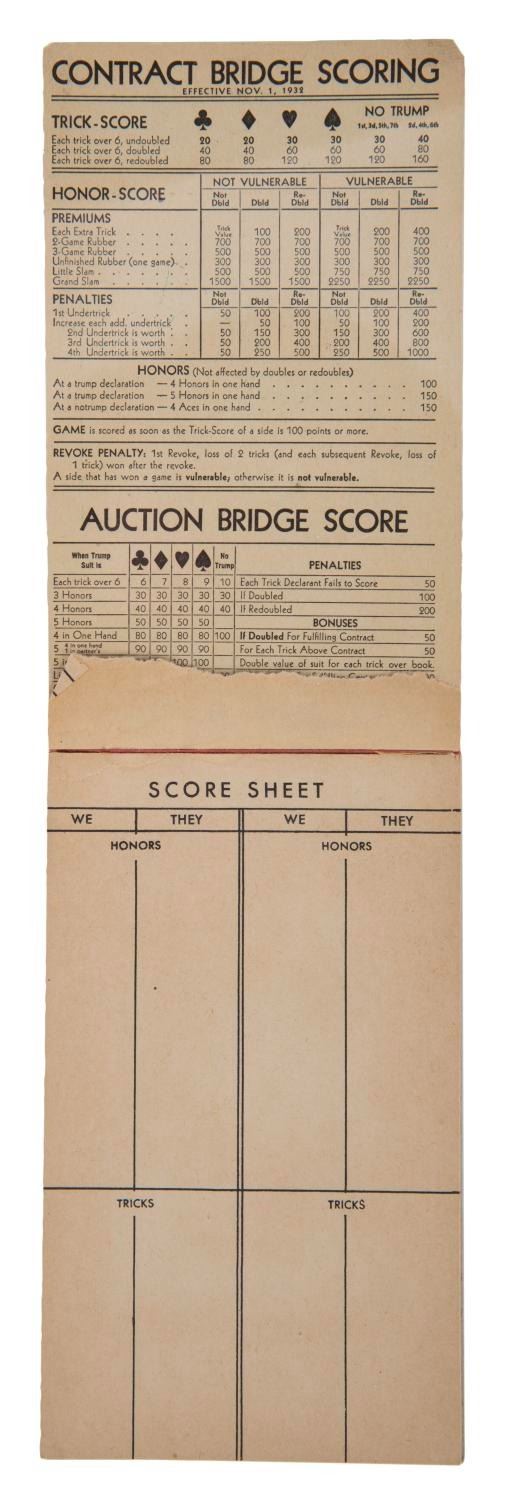 CONTRACT BRIDGE SCORING
EFFECTIVE NOV. 1, 1932
TRICK-SCORE ♣ ♦ ♥ ♠ NO TRUMP
1st, 3d, 5th, 7th 2d, 4th, 6th
Each trick over 6, undoubled 20 20 30 30 30 40
Each trick over 6, doubled 40 40 60 60 60 80
Each trick over 6, redoubled 80 80 120 120 120 160
HONOR-SCORE NOT VULNERABLE VULNERABLE
Not Dbld Dbld Re-Dbld Not Dbld Dbld Re-Dbld
PREMIUMS
Each Extra Trick . . . . Trick Value 100 200 Trick Value 200 400
2-Game Rubber . . . . . 700 700 700 700 700 700
3-Game Rubber . . . . . 500 500 500 500 500 500
Unfinished Rubber (one game) . . 300 300 300 300 300 300
Little Slam . . . . . . 500 500 500 750 750 750
Grand Slam . . . . . . 1500 1500 1500 2250 2250 2250
PENALTIES Not Dbld Dbld Re-Dbld Not Dbld Dbld Re-Dbld
1st Undertrick . . . . . 50 100 200 100 200 400
Increase each add. undertrick . — 50 100 50 100 200
2nd Undertrick is worth . . 50 150 300 150 300 600
3rd Undertrick is worth . . 50 200 400 200 400 800
4th Undertrick is worth . . 50 250 500 250 500 1000
HONORS (Not affected by doubles or redoubles)
At a trump declaration — 4 Honors in one hand . . . . . . . . . . 100
At a trump declaration — 5 Honors in one hand . . . . . . . . . . 150
At a notrump declaration — 4 Aces in one hand . . . . . . . . . . 150
GAME is scored as soon as the Trick-Score of a side is 100 points or more.
REVOKE PENALTY: 1st Revoke, loss of 2 tricks (and each subsequent Revoke, loss of
1 trick) won after the revoke.
A side that has won a game is vulnerable; otherwise it is not vulnerable.
AUCTION BRIDGE SCORE
When Trump Suit is ♣ ♦ ♥ ♠ No Trump PENALTIES
Each trick over 6 6 7 8 9 10 Each Trick Declarant Fails to Score 50
3 Honors 30 30 30 30 30 If Doubled 100
4 Honors 40 40 40 40 40 If Redoubled 200
5 Honors 50 50 50 50 BONUSES
4 in One Hand 80 80 80 80 100 If Doubled For Fulfilling Contract 50
5 4 in one hand 1 in partner's 90 90 90 90 For Each Trick Above Contract 50
5 100 100 Double value of suit for each trick over book.
SCORE SHEET
WE THEY WE THEY
HONORS HONORS
TRICKS TRICKS